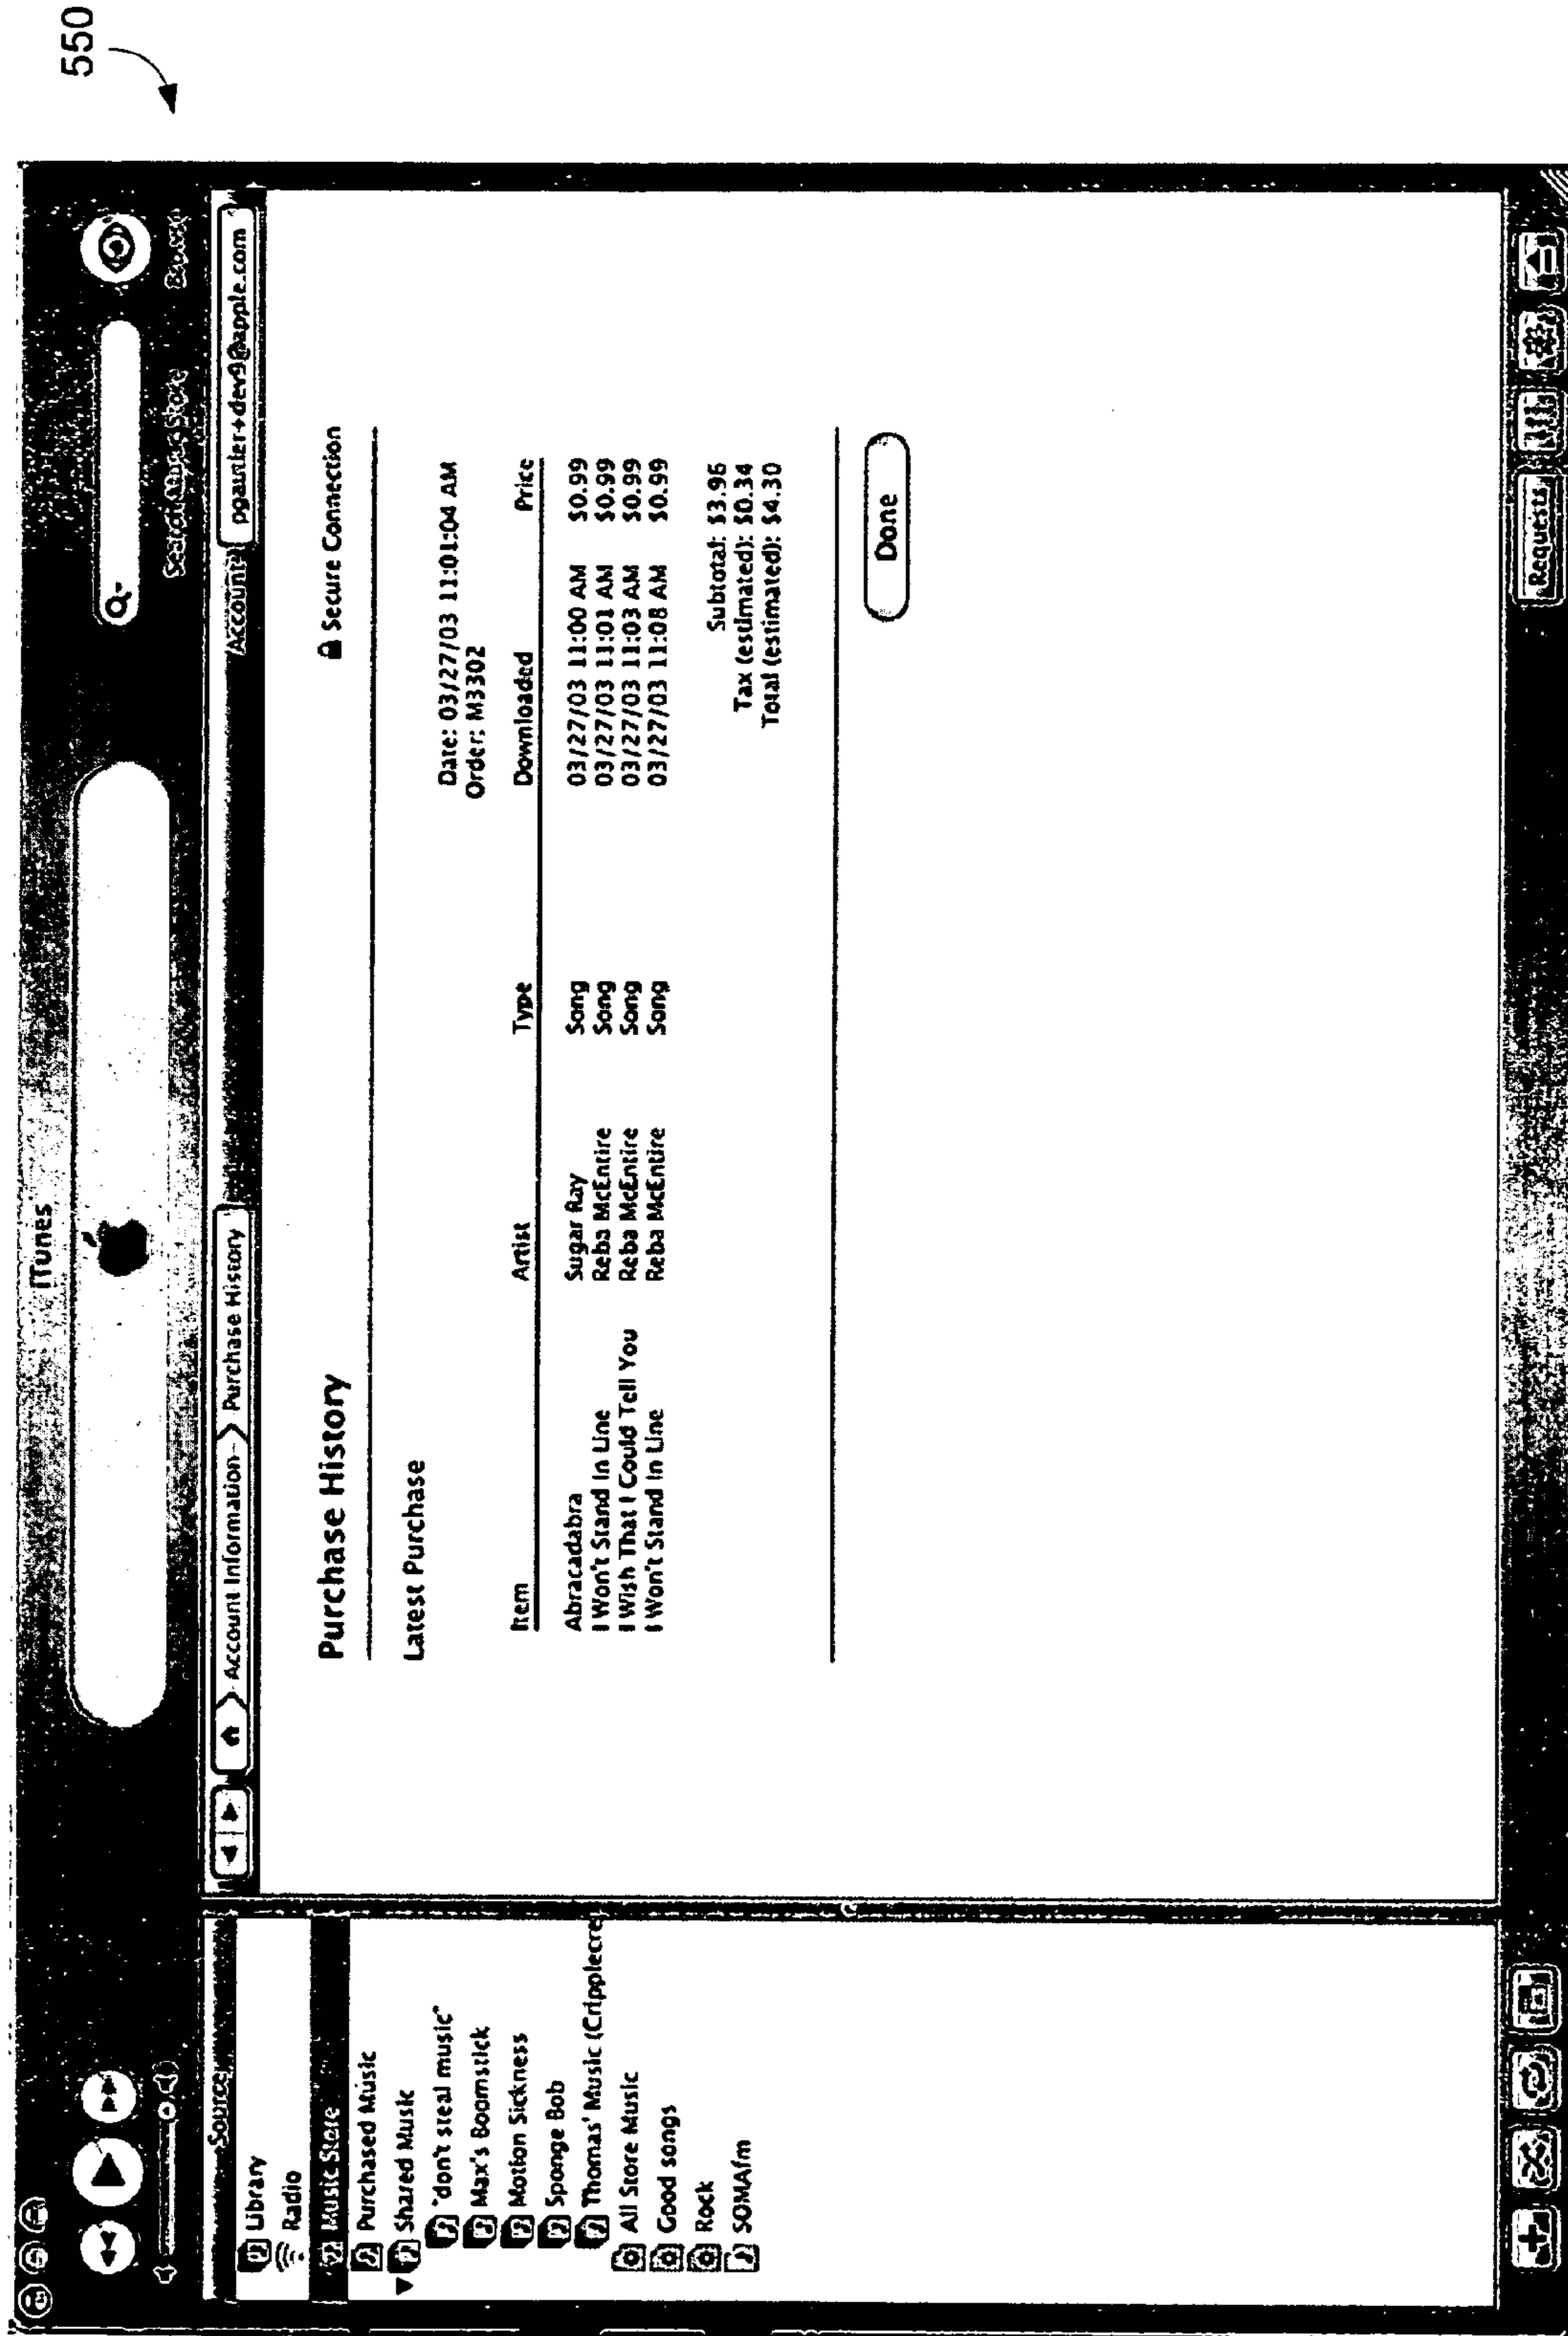 550
iTunes
Search Music Store
Browse
Source
Account Information
Purchase History
Account
pgautier+dev9@apple.com
Library
Radio
Music Store
Purchased Music
Shared Music
"don't steal music"
Max's Boomstick
Motion Sickness
Sponge Bob
Thomas' Music (Cripplecre
All Store Music
Good songs
Rock
SOMAfm
Purchase History
Secure Connection
Latest Purchase
Date: 03/27/03 11:01:04 AM
Order: M3302
Item Artist Type Downloaded Price
Abracadabra Sugar Ray Song 03/27/03 11:00 AM $0.99
I Won't Stand In Line Reba McEntire Song 03/27/03 11:01 AM $0.99
I Wish That I Could Tell You Reba McEntire Song 03/27/03 11:03 AM $0.99
I Won't Stand In Line Reba McEntire Song 03/27/03 11:08 AM $0.99
Subtotal: $3.96
Tax (estimated): $0.34
Total (estimated): $4.30
Done
Requests